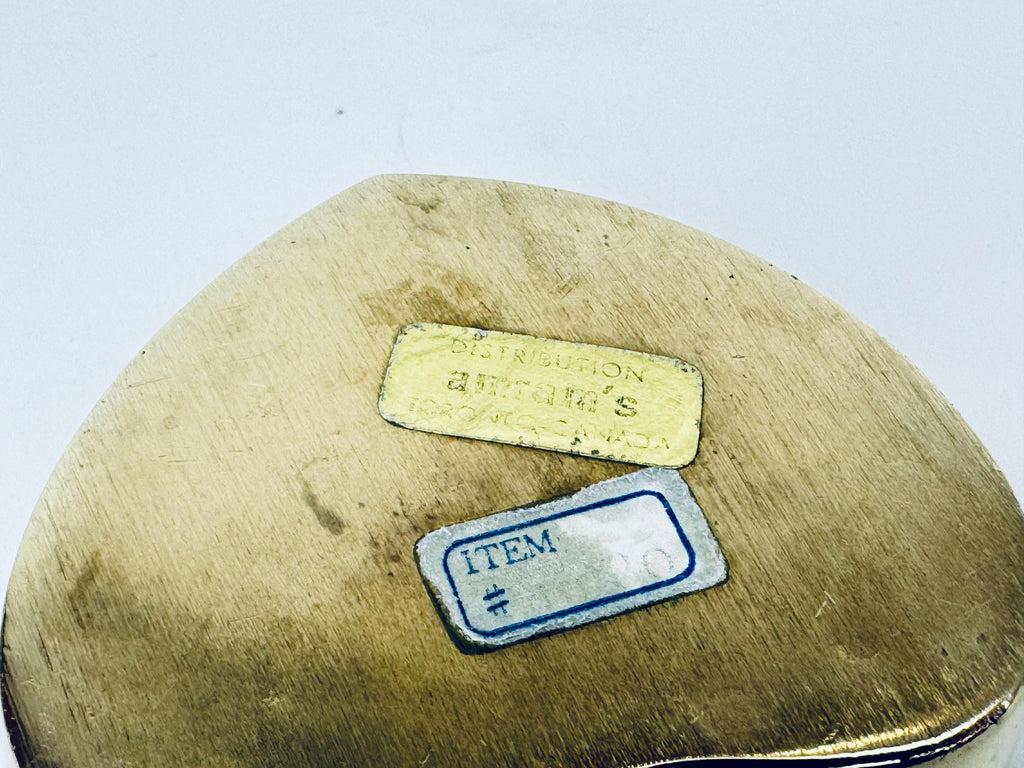 DISTRIBUTION
amram's
TORONTO, CANADA
ITEM
#